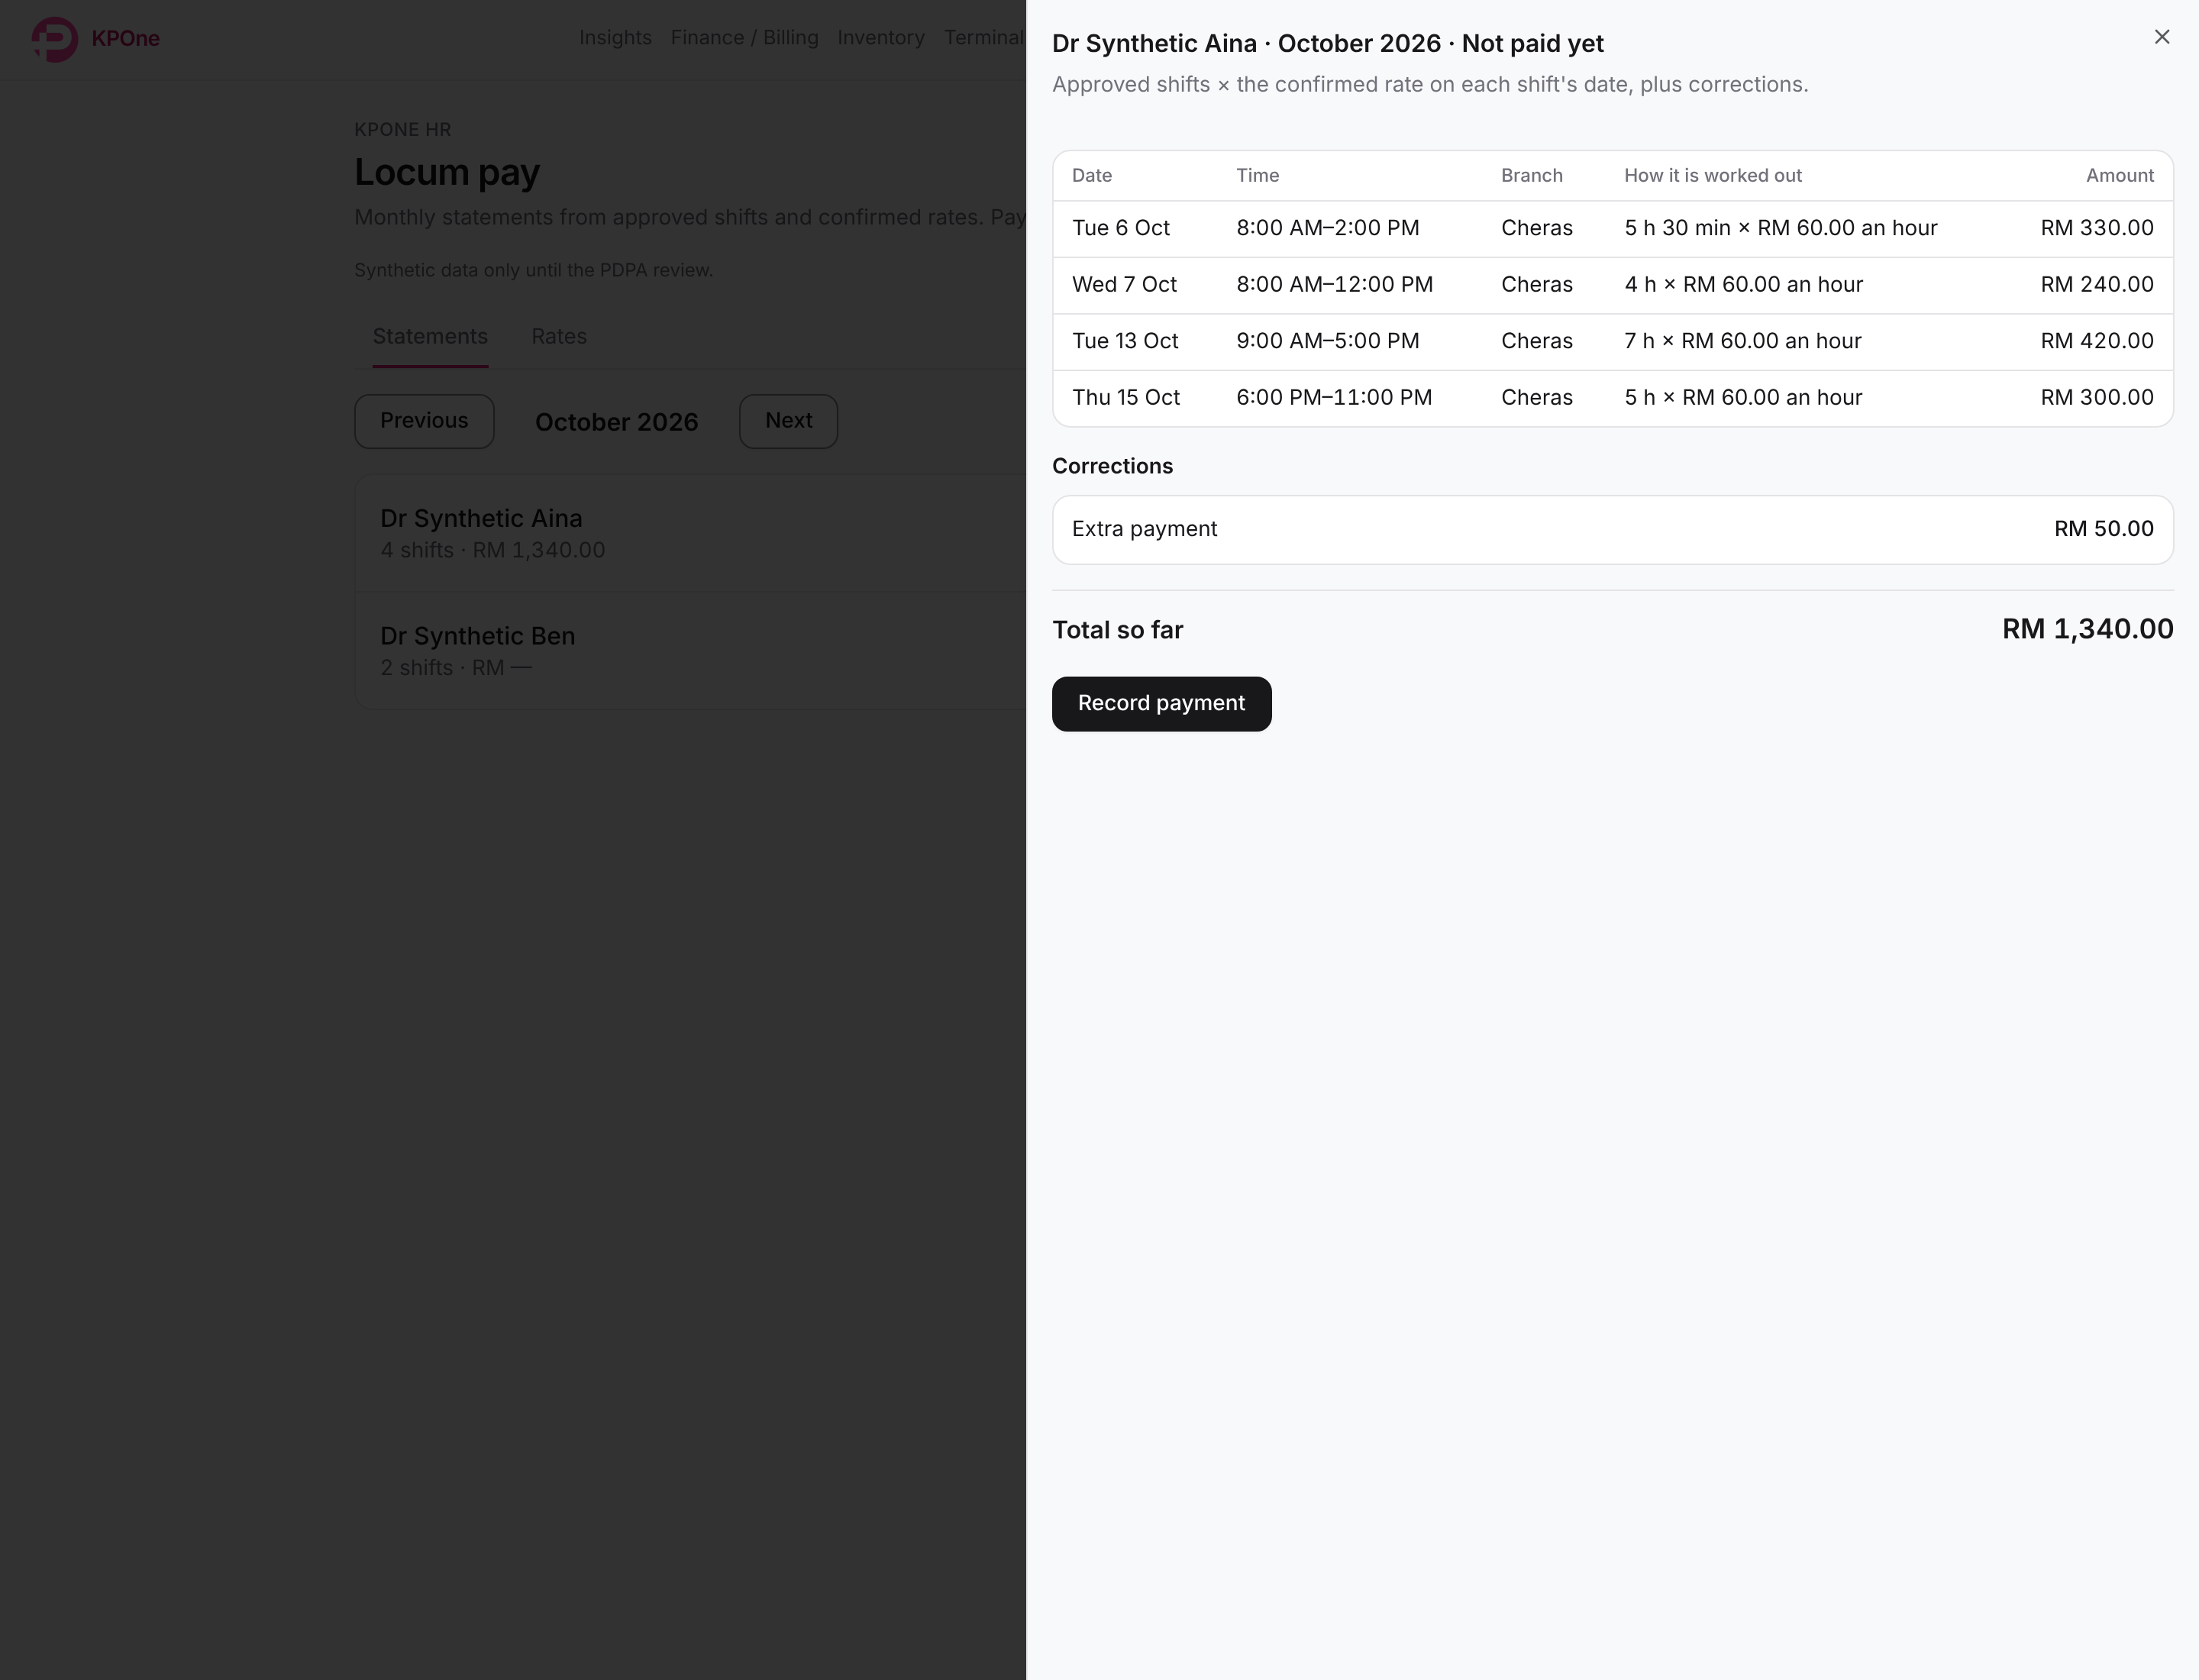 KPOne
Insights Finance / Billing Inventory Terminal
KPONE HR
Locum pay
Monthly statements from approved shifts and confirmed rates. Pay
Synthetic data only until the PDPA review.
Statements Rates
Previous October 2026 Next
Dr Synthetic Aina
4 shifts · RM 1,340.00
Dr Synthetic Ben
2 shifts · RM —
Dr Synthetic Aina · October 2026 · Not paid yet
Approved shifts × the confirmed rate on each shift's date, plus corrections.
Date Time Branch How it is worked out Amount
Tue 6 Oct 8:00 AM–2:00 PM Cheras 5 h 30 min × RM 60.00 an hour RM 330.00
Wed 7 Oct 8:00 AM–12:00 PM Cheras 4 h × RM 60.00 an hour RM 240.00
Tue 13 Oct 9:00 AM–5:00 PM Cheras 7 h × RM 60.00 an hour RM 420.00
Thu 15 Oct 6:00 PM–11:00 PM Cheras 5 h × RM 60.00 an hour RM 300.00
Corrections
Extra payment RM 50.00
Total so far RM 1,340.00
Record payment